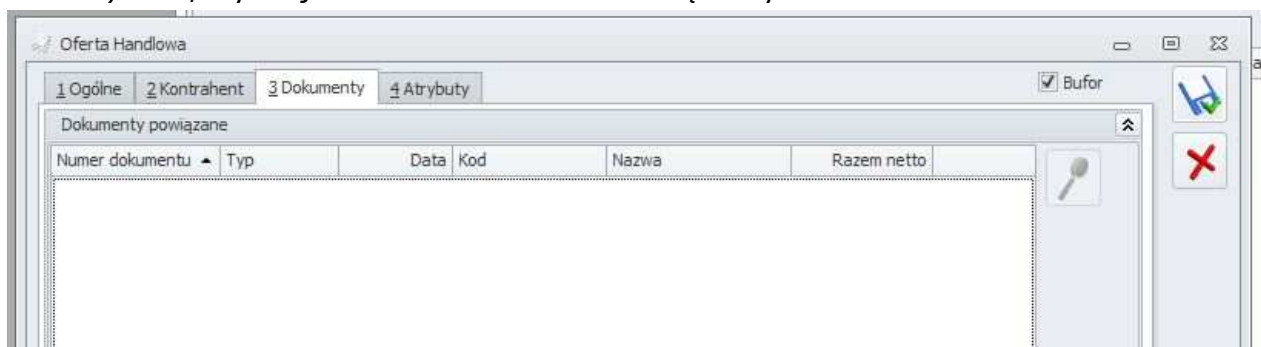 Oferta Handlowa
1 Ogólne 2 Kontrahent 3 Dokumenty 4 Atrybuty Bufor
Dokumenty powiązane
Numer dokumentu Typ Data Kod Nazwa Razem netto